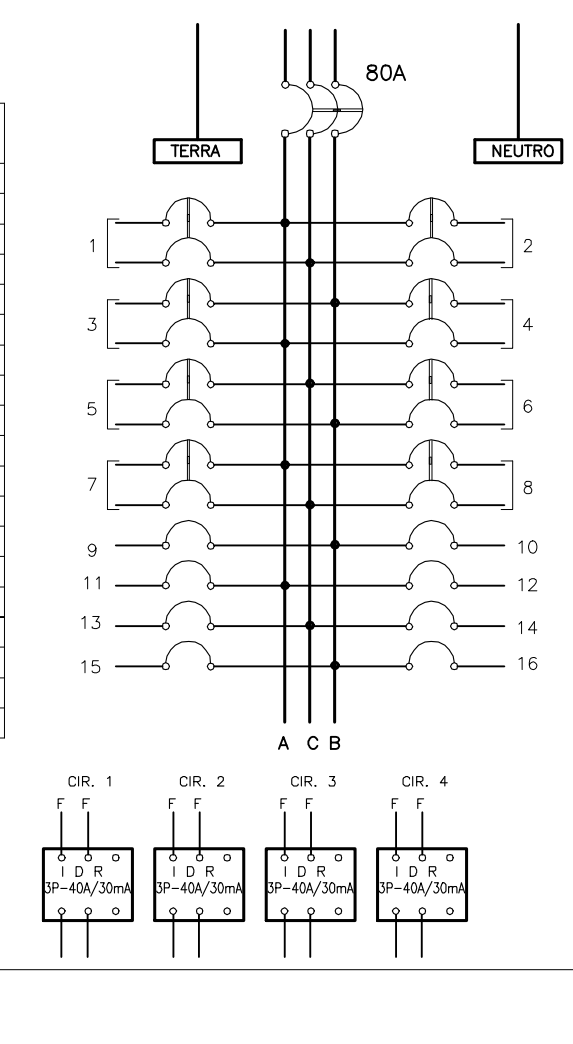 80A
TERRA NEUTRO
1 2
3 4
5 6
7 8
9 10
11 12
13 14
15 16
A C B
CIR. 1 CIR. 2 CIR. 3 CIR. 4
F F F F F F F F
I D R I D R I D R I D R
3P-40A/30mA 3P-40A/30mA 3P-40A/30mA 3P-40A/30mA